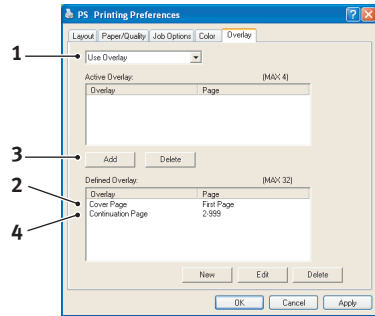 PS Printing Preferences
Layout Paper/Quality Job Options Color Overlay
1
Use Overlay
Active Overlay: (MAX 4)
Overlay Page
3
Add Delete
Defined Overlay: (MAX 32)
Overlay Page
2
Cover Page First Page
4
Continuation Page 2-999
New Edit Delete
OK Cancel Apply